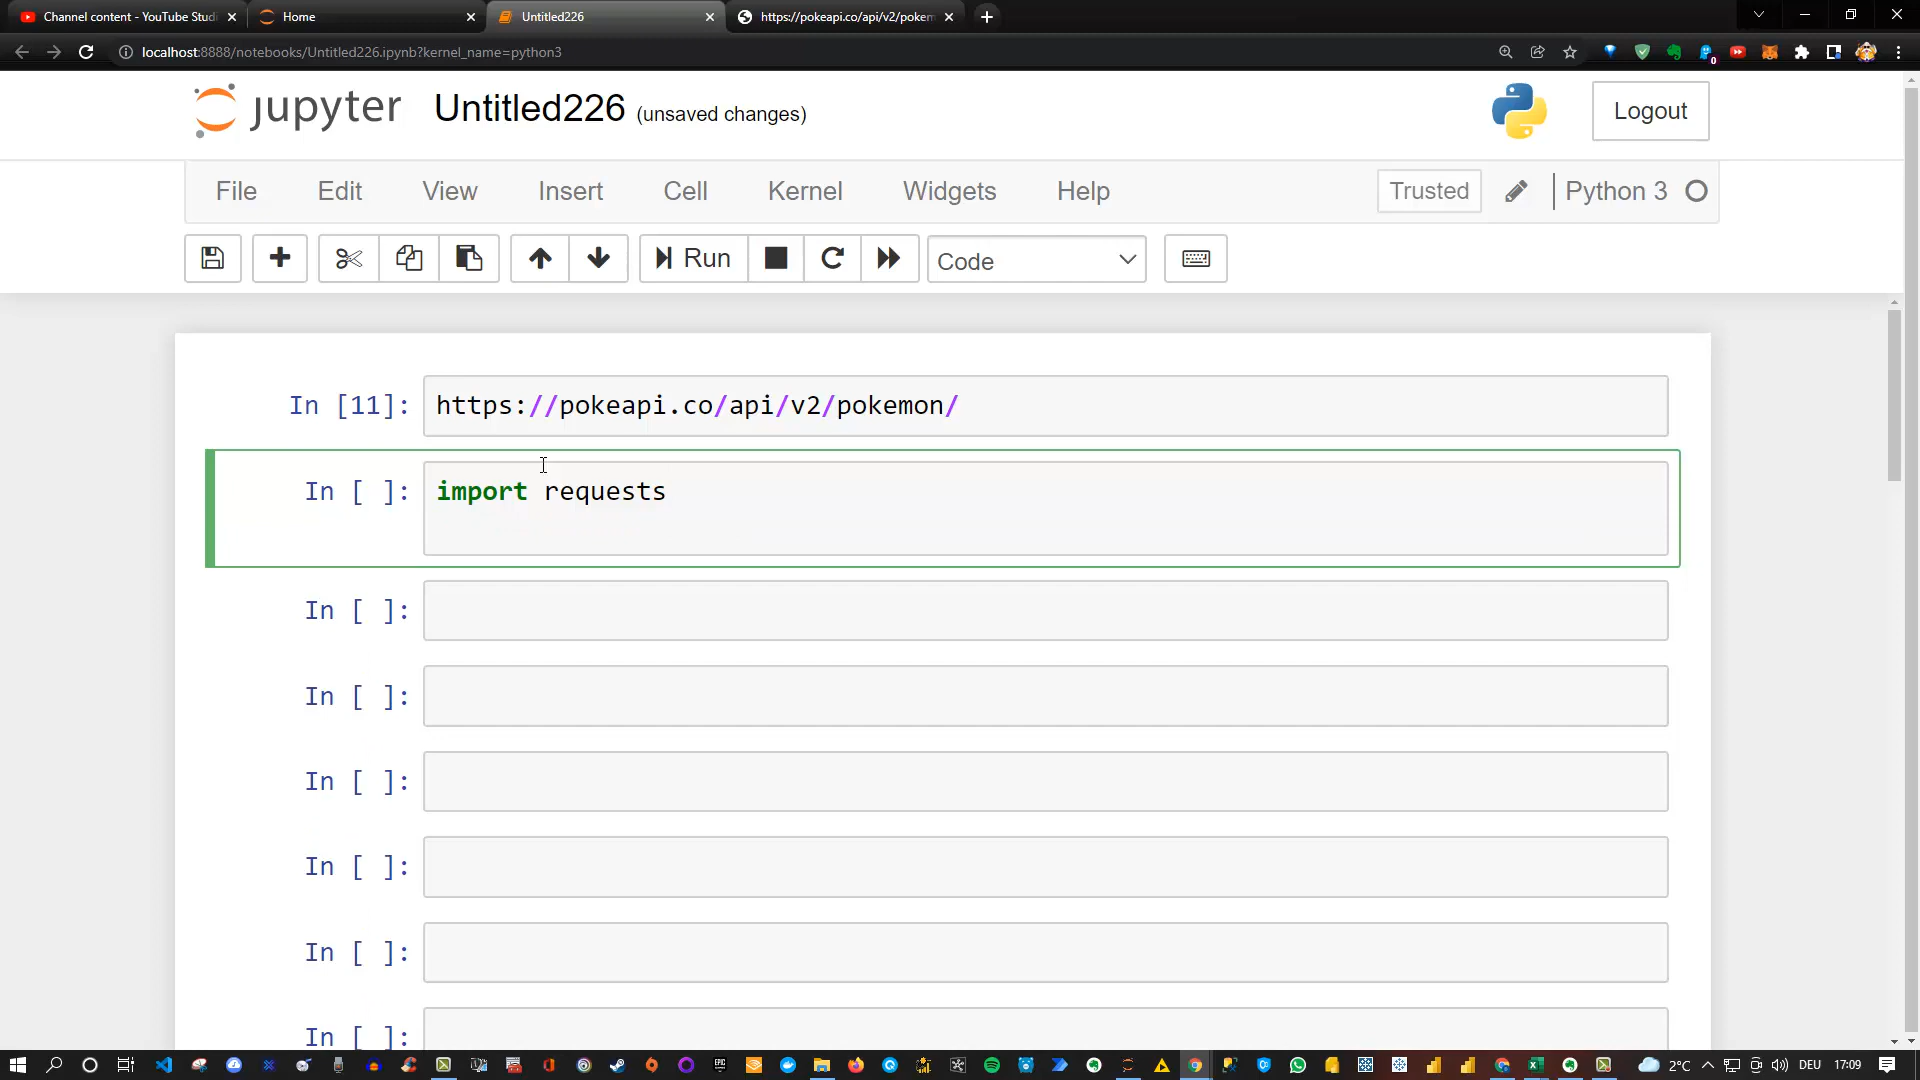 Channel content - YouTube Studi
Home
Untitled226
https://pokeapi.co/api/v2/pokem
localhost:8888/notebooks/Untitled226.ipynb?kernel_name=python3
jupyter Untitled226 (unsaved changes)
Logout
File Edit View Insert Cell Kernel Widgets Help Trusted Python 3
Run Code
In [11]: https://pokeapi.co/api/v2/pokemon/
In [ ]: import requests
In [ ]:
In [ ]:
In [ ]:
In [ ]:
In [ ]:
In [ ]:
2°C DEU 17:09